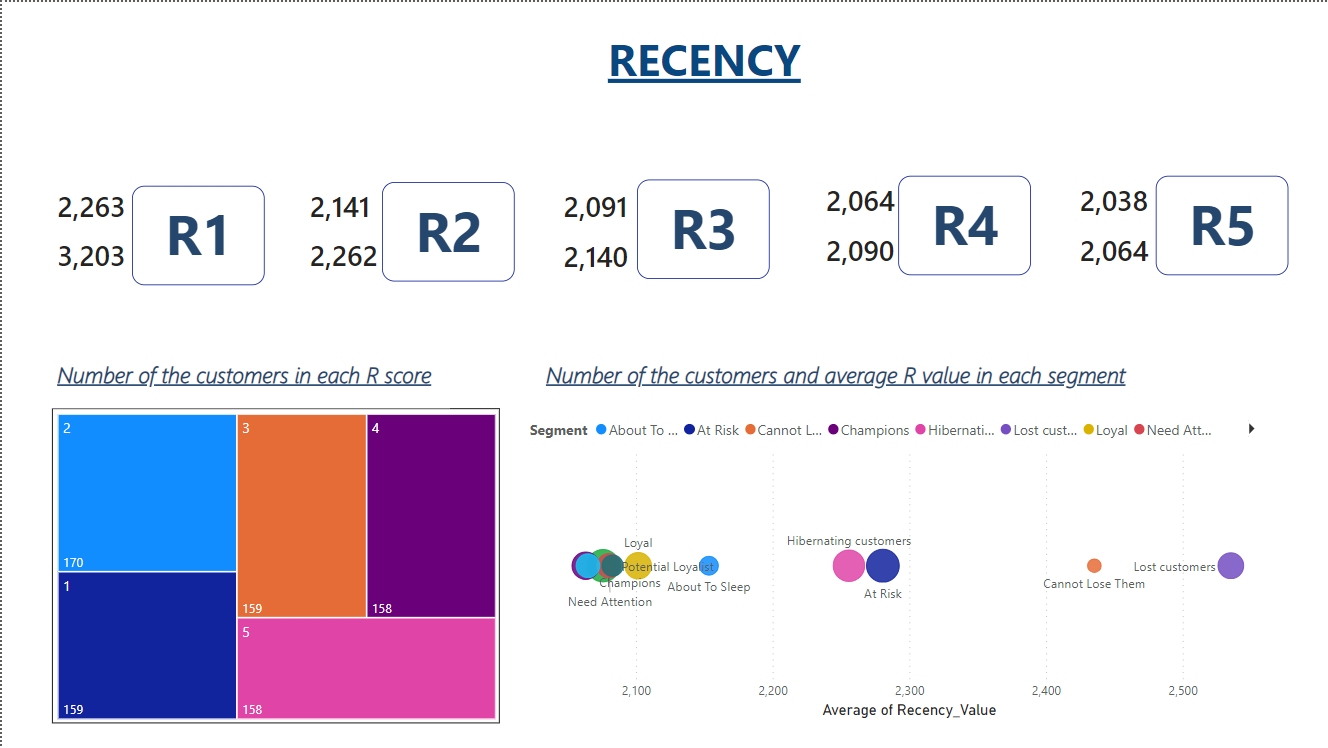 RECENCY
2,263
3,203
R1
2,141
2,262
R2
2,091
2,140
R3
2,064
2,090
R4
2,038
2,064
R5
Number of the customers in each R score
2
170
1
159
3
159
4
158
5
158
Number of the customers and average R value in each segment
Segment About To ... At Risk Cannot L... Champions Hibernati... Lost cust... Loyal Need Att...
Loyal
Potential Loyalist
Champions
Need Attention
About To Sleep
Hibernating customers
At Risk
Cannot Lose Them
Lost customers
2,100 2,200 2,300 2,400 2,500
Average of Recency_Value